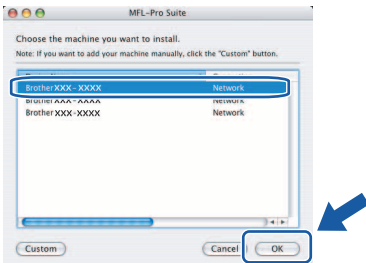 MFL-Pro Suite
Choose the machine you want to install.
Note: If you want to add your machine manually, click the "Custom" button.
Brother XXX-XXXX Network
Brother XXX-XXXX Network
Brother XXX-XXXX Network
Custom Cancel OK